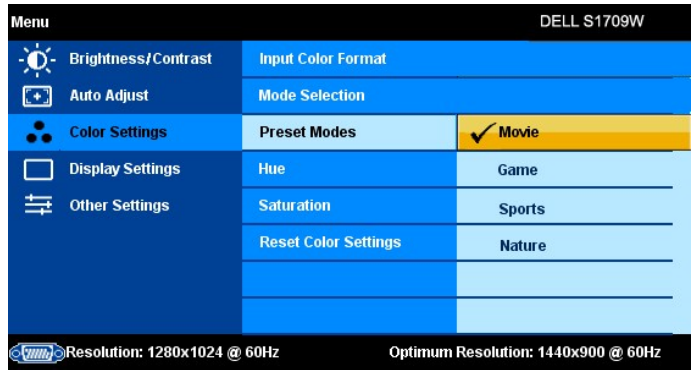 Menu DELL S1709W
Brightness/Contrast Input Color Format
Auto Adjust Mode Selection
Color Settings Preset Modes Movie
Display Settings Hue Game
Other Settings Saturation Sports
Reset Color Settings Nature
Resolution: 1280x1024 @ 60Hz Optimum Resolution: 1440x900 @ 60Hz